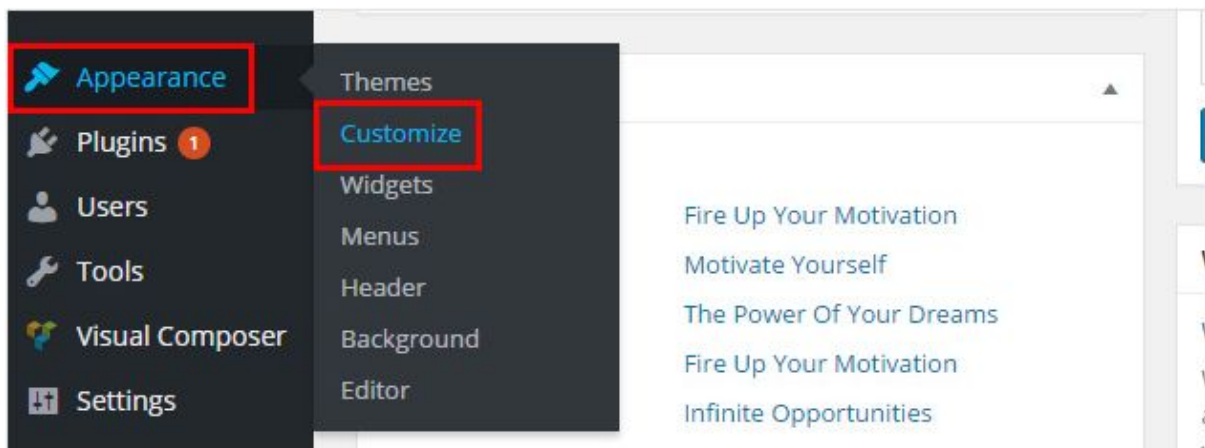 Appearance
Plugins 1
Users
Tools
Visual Composer
Settings
Themes
Customize
Widgets
Menus
Header
Background
Editor
Fire Up Your Motivation
Motivate Yourself
The Power Of Your Dreams
Fire Up Your Motivation
Infinite Opportunities